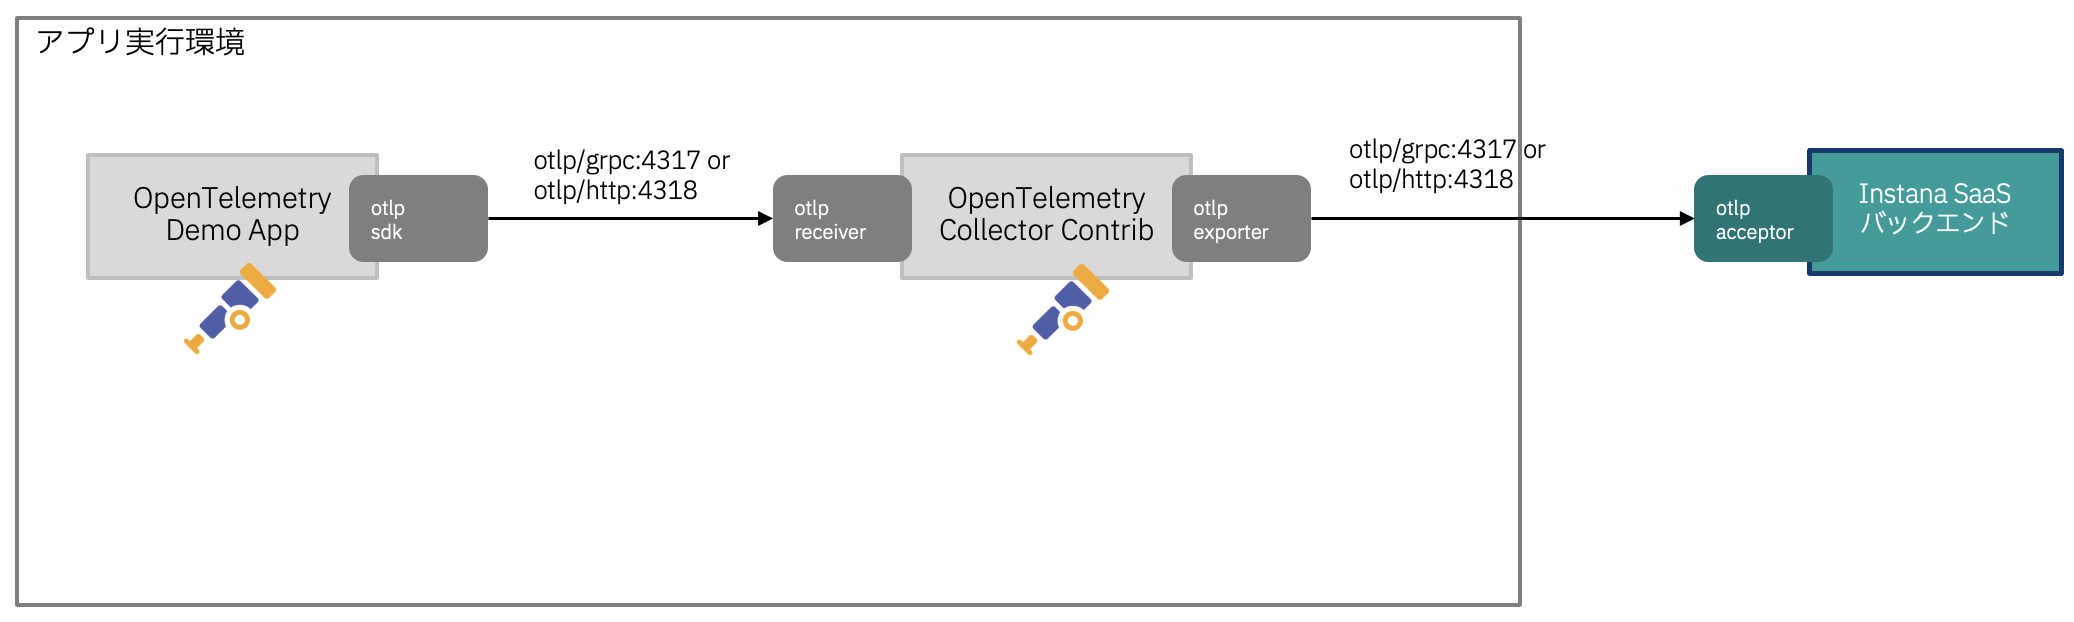 アプリ実行環境
OpenTelemetry
Demo App
otlp
sdk
otlp/grpc:4317 or
otlp/http:4318
otlp
receiver
OpenTelemetry
Collector Contrib
otlp
exporter
otlp/grpc:4317 or
otlp/http:4318
otlp
acceptor
Instana SaaS
バックエンド